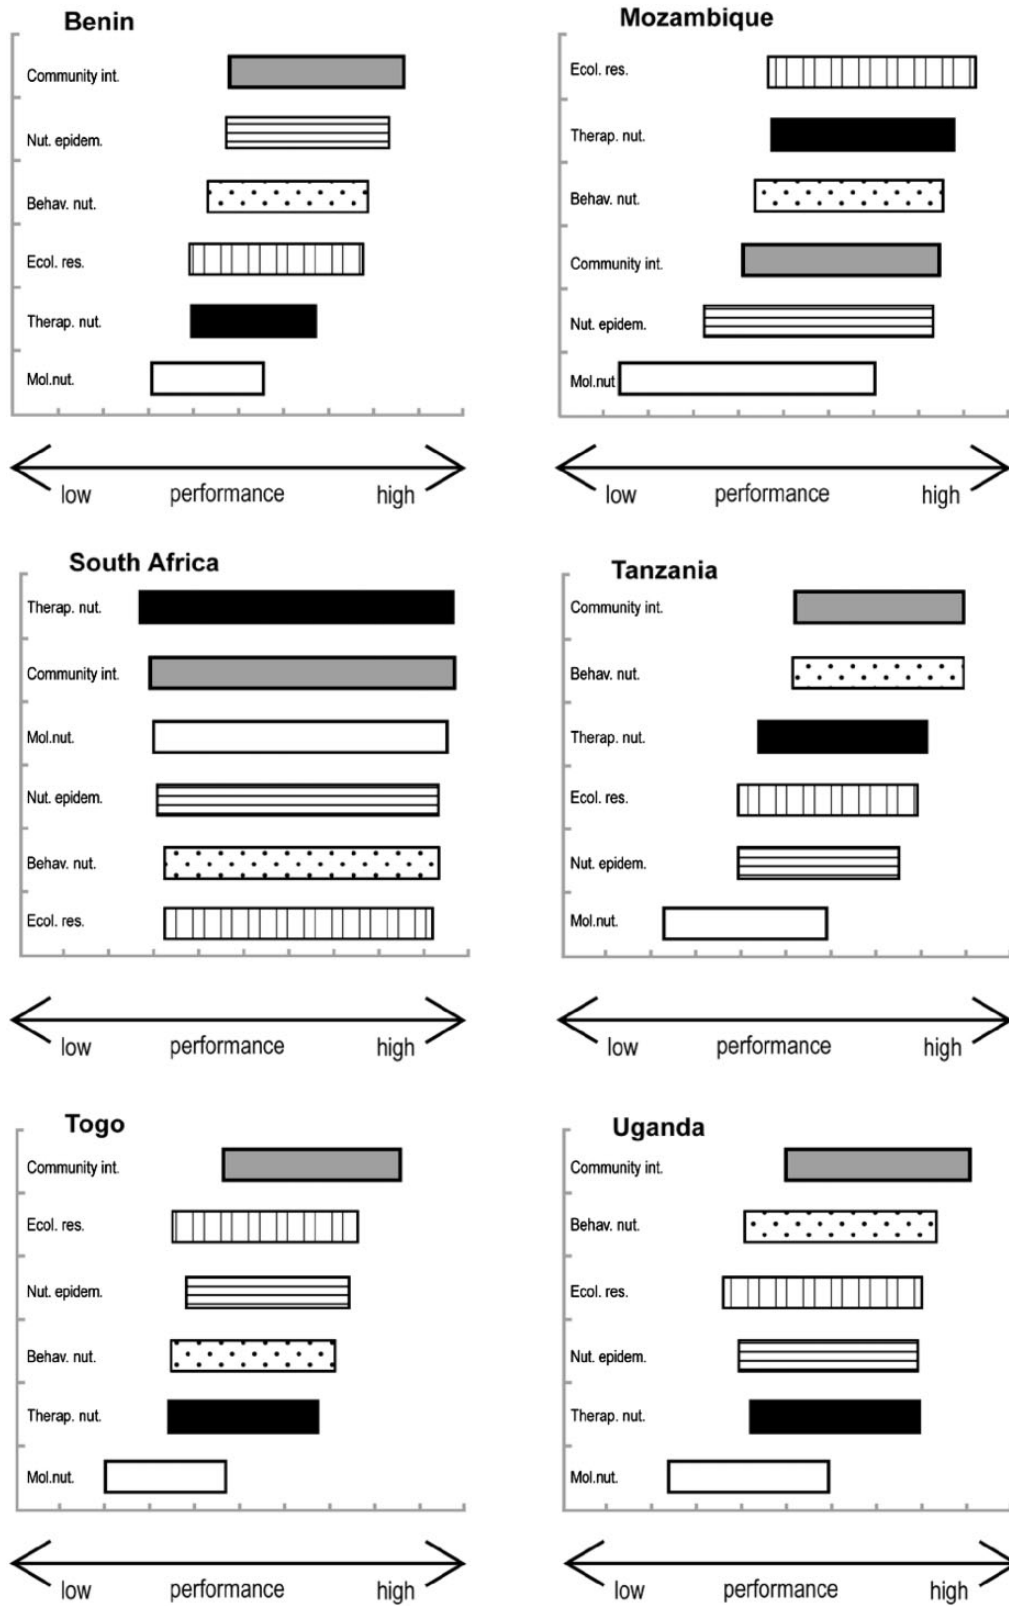 Benin
Community int.
Nut. epidem.
Behav. nut.
Ecol. res.
Therap. nut.
Mol.nut.
low performance high
Mozambique
Ecol. res.
Therap. nut.
Behav. nut.
Community int.
Nut. epidem.
Mol.nut
low performance high
South Africa
Therap. nut.
Community int.
Mol.nut.
Nut. epidem.
Behav. nut.
Ecol. res.
low performance high
Tanzania
Community int.
Behav. nut.
Therap. nut.
Ecol. res.
Nut. epidem.
Mol.nut.
low performance high
Togo
Community int.
Ecol. res.
Nut. epidem.
Behav. nut.
Therap. nut.
Mol.nut.
low performance high
Uganda
Community int.
Behav. nut.
Ecol. res.
Nut. epidem.
Therap. nut.
Mol.nut.
low performance high